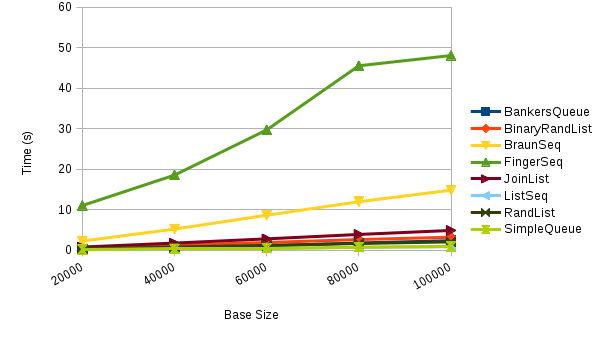 60
50
40
30
20
10
0
Time (s)
20000
40000
60000
80000
100000
Base Size
BankersQueue
BinaryRandList
BraunSeq
FingerSeq
JoinList
ListSeq
RandList
SimpleQueue